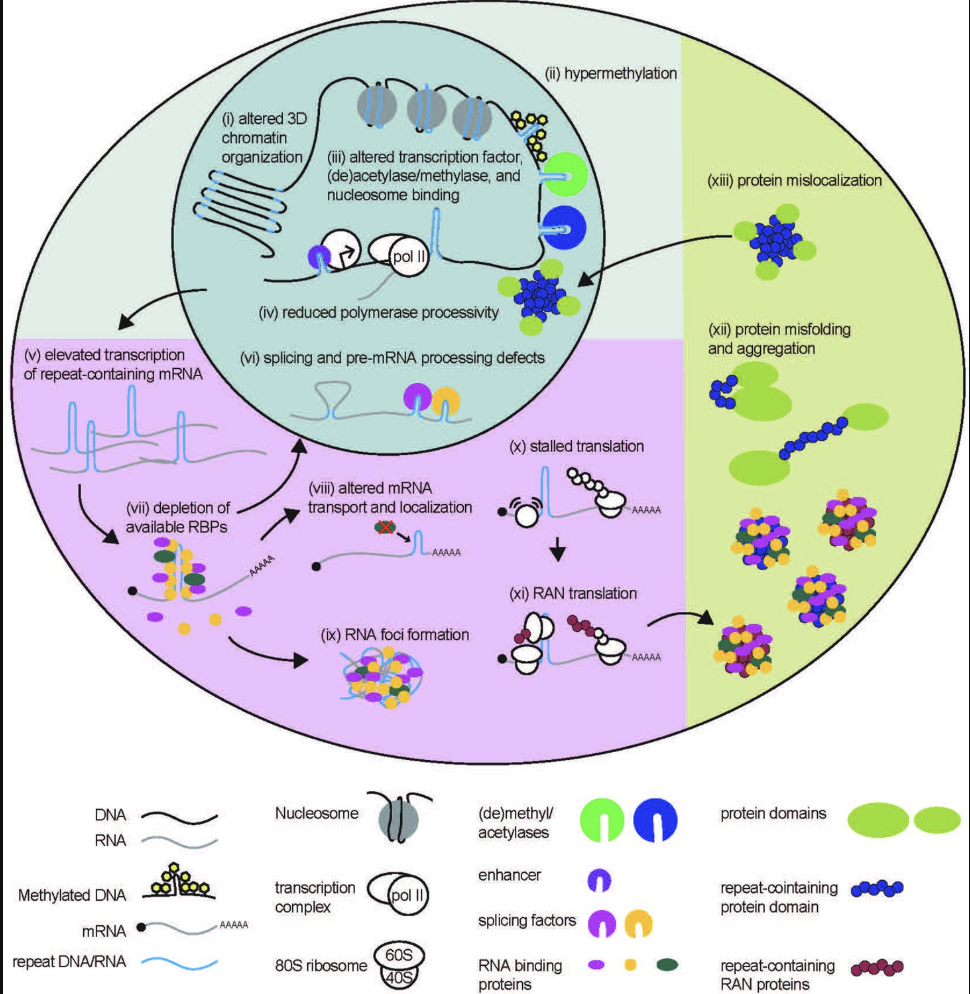 (ii) hypermethylation
(i) altered 3D
chromatin
organization
(iii) altered transcription factor,
(de)acetylase/methylase, and
nucleosome binding
pol II
(iv) reduced polymerase processivity
(xiii) protein mislocalization
(v) elevated transcription
of repeat-containing mRNA
(vi) splicing and pre-mRNA processing defects
(xii) protein misfolding
and aggregation
(vii) depletion of
available RBPs
AAAAA
(viii) altered mRNA
transport and localization
AAAAA
(x) stalled translation
AAAAA
(ix) RNA foci formation
(xi) RAN translation
AAAAA
DNA
RNA
Methylated DNA
mRNA
AAAAA
repeat DNA/RNA
Nucleosome
transcription
complex
pol II
80S ribosome
60S
40S
(de)methyl/
acetylases
enhancer
splicing factors
RNA binding
proteins
protein domains
repeat-cointaining
protein domain
repeat-containing
RAN proteins